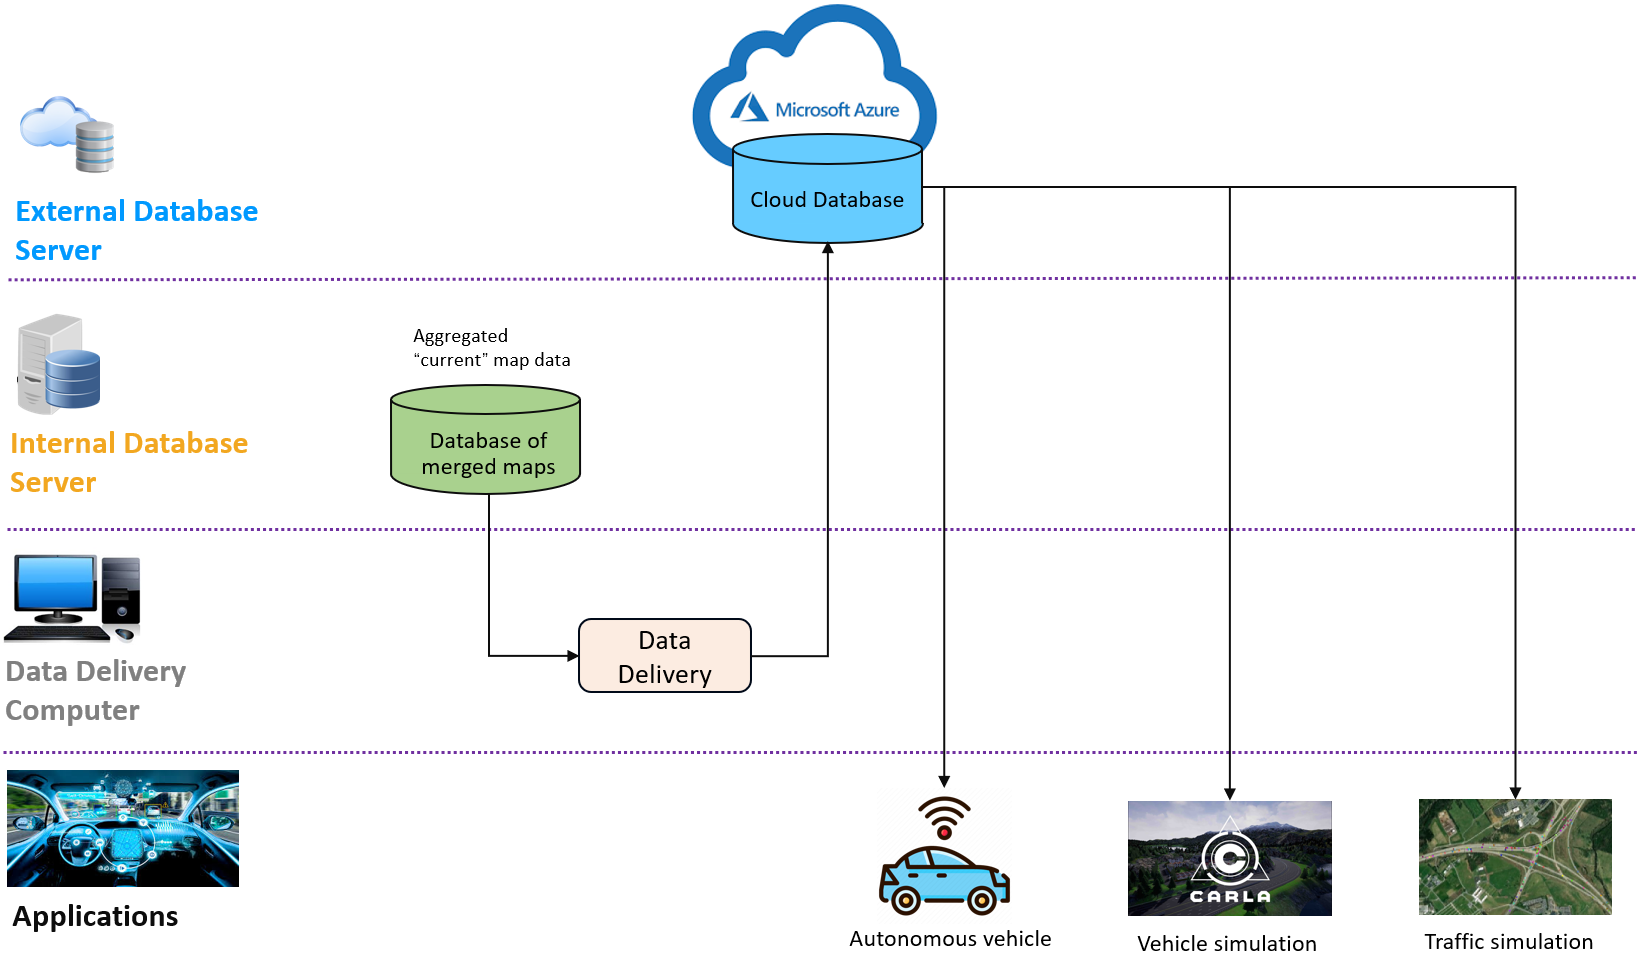 Microsoft Azure
Cloud Database
External Database
Server
Aggregated
“current” map data
Database of
merged maps
Internal Database
Server
Data
Delivery
Data Delivery
Computer
CARLA
Applications
Autonomous vehicle
Vehicle simulation
Traffic simulation